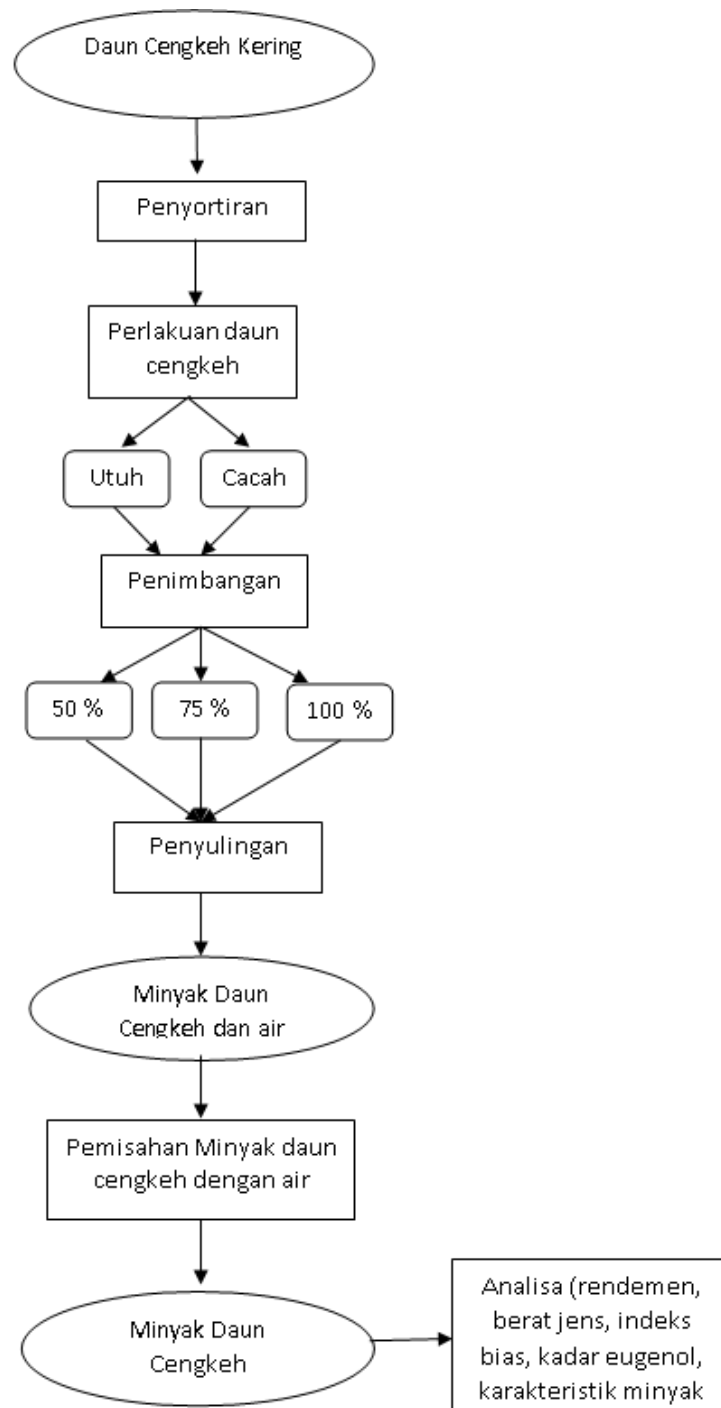 Daun Cengkeh Kering
Penyortiran
Perlakuan daun
cengkeh
Utuh
Cacah
Penimbangan
50 %
75 %
100 %
Penyulingan
Minyak Daun
Cengkeh dan air
Pemisahan Minyak daun
cengkeh dengan air
Minyak Daun
Cengkeh
Analisa (rendemen,
berat jens, indeks
bias, kadar eugenol,
karakteristik minyak